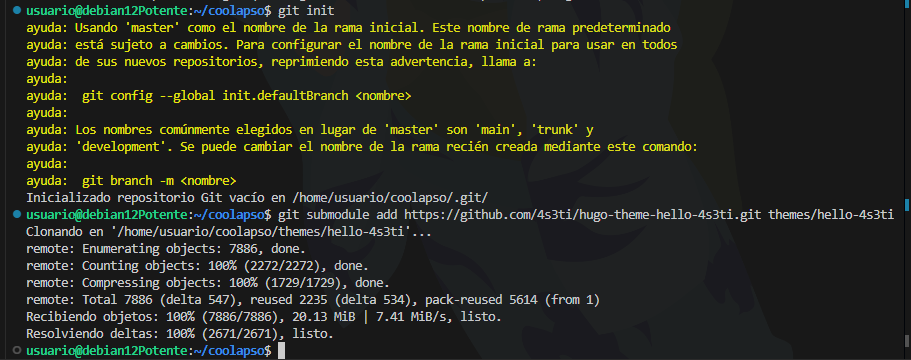 usuario@debian12Potente:~/coolapso$ git init
ayuda: Usando 'master' como el nombre de la rama inicial. Este nombre de rama predeterminado
ayuda: está sujeto a cambios. Para configurar el nombre de la rama inicial para usar en todos
ayuda: de sus nuevos repositorios, reprimiendo esta advertencia, llama a:
ayuda:
ayuda:  git config --global init.defaultBranch <nombre>
ayuda:
ayuda: Los nombres comúnmente elegidos en lugar de 'master' son 'main', 'trunk' y
ayuda: 'development'. Se puede cambiar el nombre de la rama recién creada mediante este comando:
ayuda:
ayuda:  git branch -m <nombre>
Inicializado repositorio Git vacío en /home/usuario/coolapso/.git/
usuario@debian12Potente:~/coolapso$ git submodule add https://github.com/4s3ti/hugo-theme-hello-4s3ti.git themes/hello-4s3ti
Clonando en '/home/usuario/coolapso/themes/hello-4s3ti'...
remote: Enumerating objects: 7886, done.
remote: Counting objects: 100% (2272/2272), done.
remote: Compressing objects: 100% (1729/1729), done.
remote: Total 7886 (delta 547), reused 2235 (delta 534), pack-reused 5614 (from 1)
Recibiendo objetos: 100% (7886/7886), 20.13 MiB | 7.41 MiB/s, listo.
Resolviendo deltas: 100% (2671/2671), listo.
usuario@debian12Potente:~/coolapso$